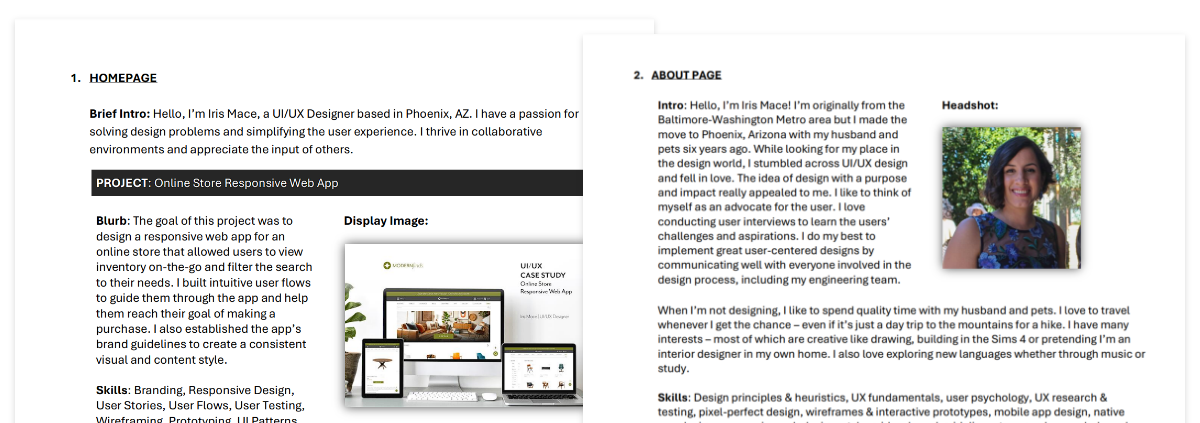 1. HOMEPAGE
Brief Intro: Hello, I'm Iris Mace, a UI/UX Designer based in Phoenix, AZ. I have a passion for
solving design problems and simplifying the user experience. I thrive in collaborative
environments and appreciate the input of others.
PROJECT: Online Store Responsive Web App
Blurb: The goal of this project was to
design a responsive web app for an
online store that allowed users to view
inventory on-the-go and filter the search
to their needs. I built intuitive user flows
to guide them through the app and help
them reach their goal of making a
purchase. I also established the app's
brand guidelines to create a consistent
visual and content style.
Skills: Branding, Responsive Design,
User Stories, User Flows, User Testing,
Wireframing, Prototyping, UI Patterns,
Display Image:
UI/UX
CASE STUDY
Online Store
Responsive Web App
Iris Mace | UI/UX Designer
2. ABOUT PAGE
Intro: Hello, I'm Iris Mace! I'm originally from the
Baltimore-Washington Metro area but I made the
move to Phoenix, Arizona with my husband and
pets six years ago. While looking for my place in
the design world, I stumbled across UI/UX design
and fell in love. The idea of design with a purpose
and impact really appealed to me. I like to think of
myself as an advocate for the user. I love
conducting user interviews to learn the users'
challenges and aspirations. I do my best to
implement great user-centered designs by
communicating well with everyone involved in the
design process, including my engineering team.
Headshot:
When I'm not designing, I like to spend quality time with my husband and pets. I love to travel
whenever I get the chance – even if it's just a day trip to the mountains for a hike. I have many
interests – most of which are creative like drawing, building in the Sims 4 or pretending I'm an
interior designer in my own home. I also love exploring new languages whether through music or
study.
Skills: Design principles & heuristics, UX fundamentals, user psychology, UX research &
testing, pixel-perfect design, wireframes & interactive prototypes, mobile app design, native